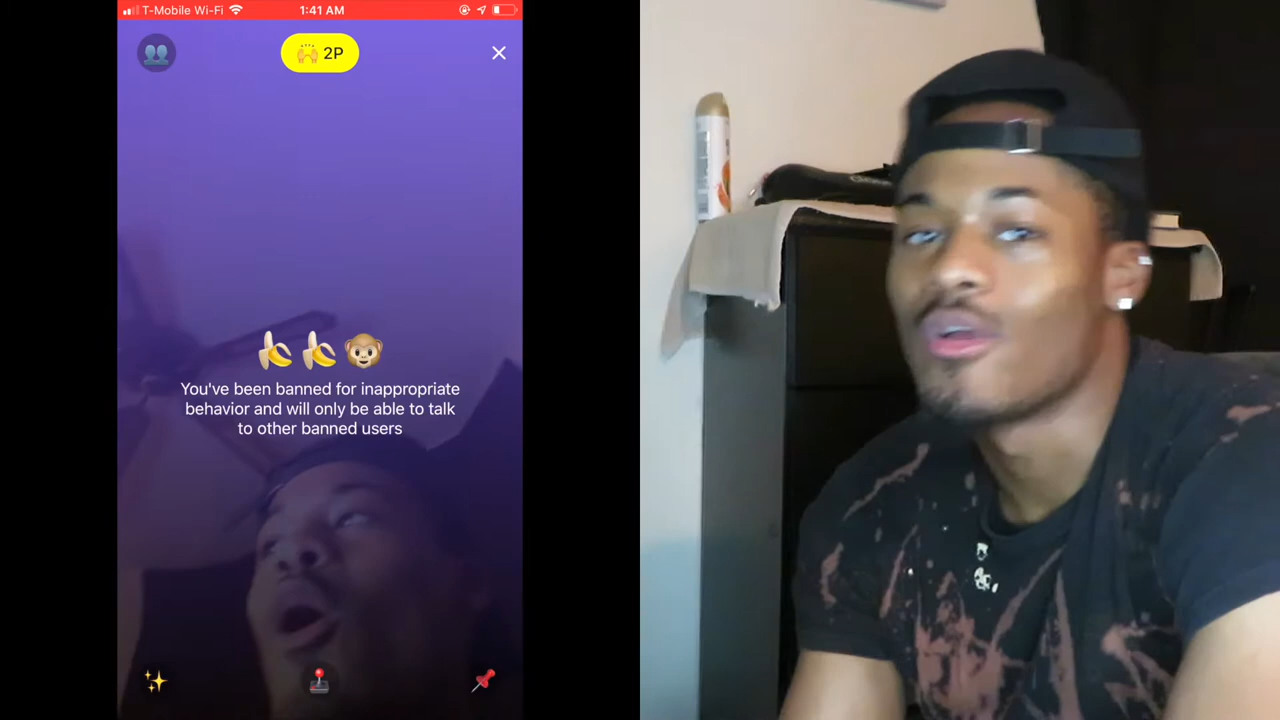 T-Mobile Wi-Fi 1:41 AM
2P
You've been banned for inappropriate
behavior and will only be able to talk
to other banned users